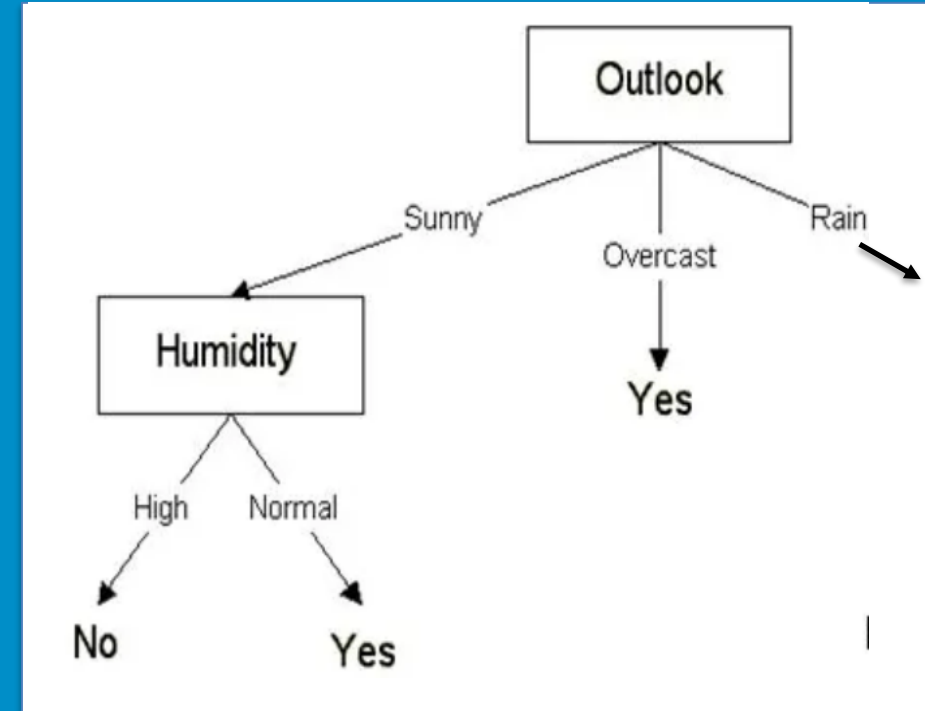 Outlook
Sunny
Overcast
Rain
Humidity
Yes
High
Normal
No
Yes